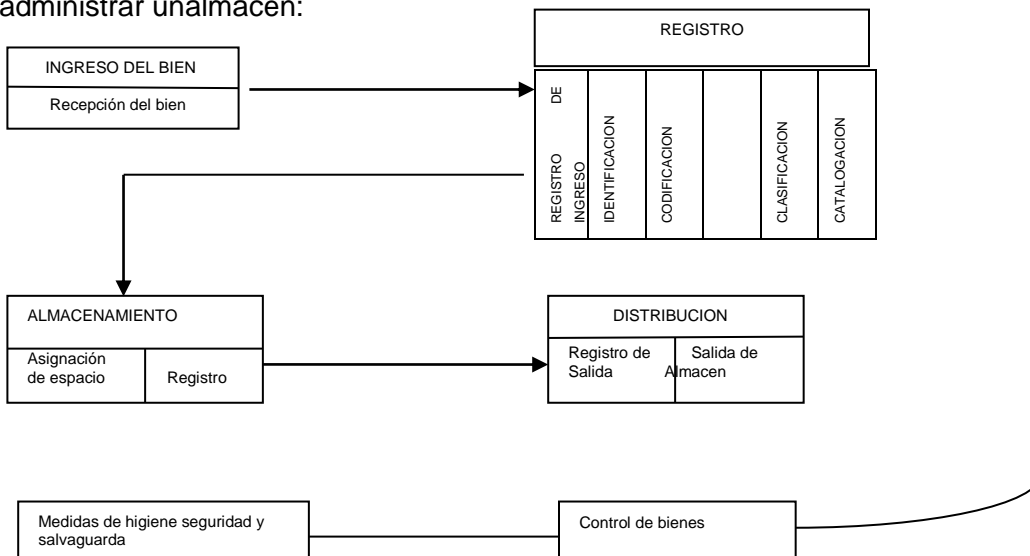 administrar unalmacén:
REGISTRO
INGRESO DEL BIEN
Recepción del bien
REGISTRO DE
INGRESO
IDENTIFICACION
CODIFICACION
CLASIFICACION
CATALOGACION
ALMACENAMIENTO
Asignación
de espacio
Registro
DISTRIBUCION
Registro de
Salida
Salida de
Almacen
Medidas de higiene seguridad y
salvaguarda
Control de bienes